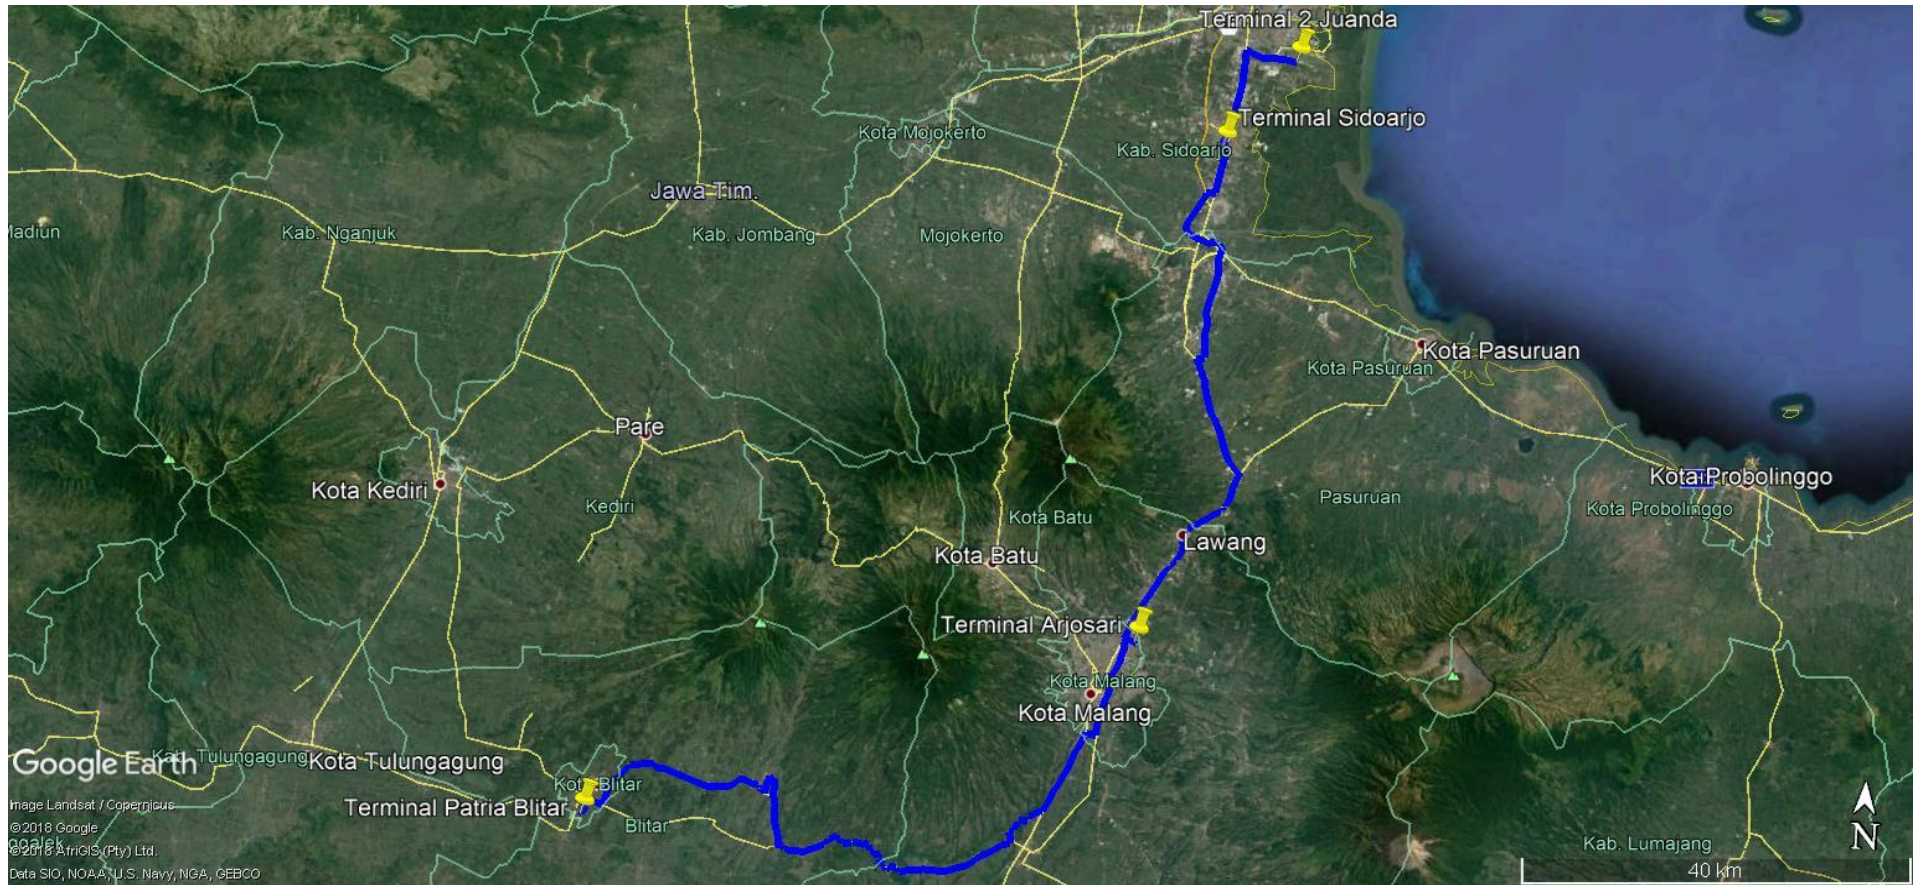 Terminal 2 Juanda
Terminal Sidoarjo
Kota Mojokerto
Kab. Sidoarjo
Jawa Tim.
Madiun
Kab. Nganjuk
Kab. Jombang
Mojokerto
Kota Pasuruan
Kota Pasuruan
Pare
Kota Kediri
Kediri
Kota Batu
Pasuruan
Kota Probolinggo
Kota Probolinggo
Lawang
Kota Batu
Terminal Arjosari
Kota Malang
Kota Malang
Google Earth
Kab. Tulungagung
Kota Tulungagung
Kota Blitar
Terminal Patria Blitar
Blitar
Image Landsat / Copernicus
© 2018 Google
© 2018 AfriGIS (Pty) Ltd.
Data SIO, NOAA, U.S. Navy, NGA, GEBCO
Kab. Lumajang
N
40 km